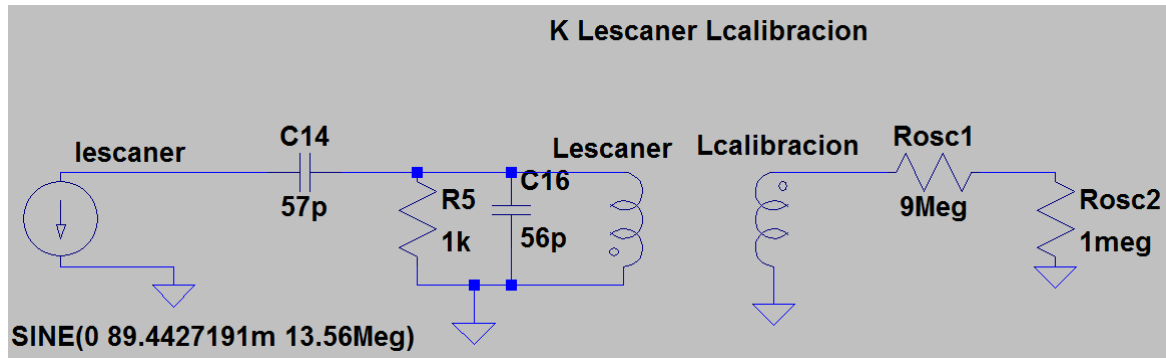 K Lescaner Lcalibracion
Iescaner
C14
57p
R5
1k
C16
56p
Lescaner
Lcalibracion
Rosc1
9Meg
Rosc2
1meg
SINE(0 89.4427191m 13.56Meg)